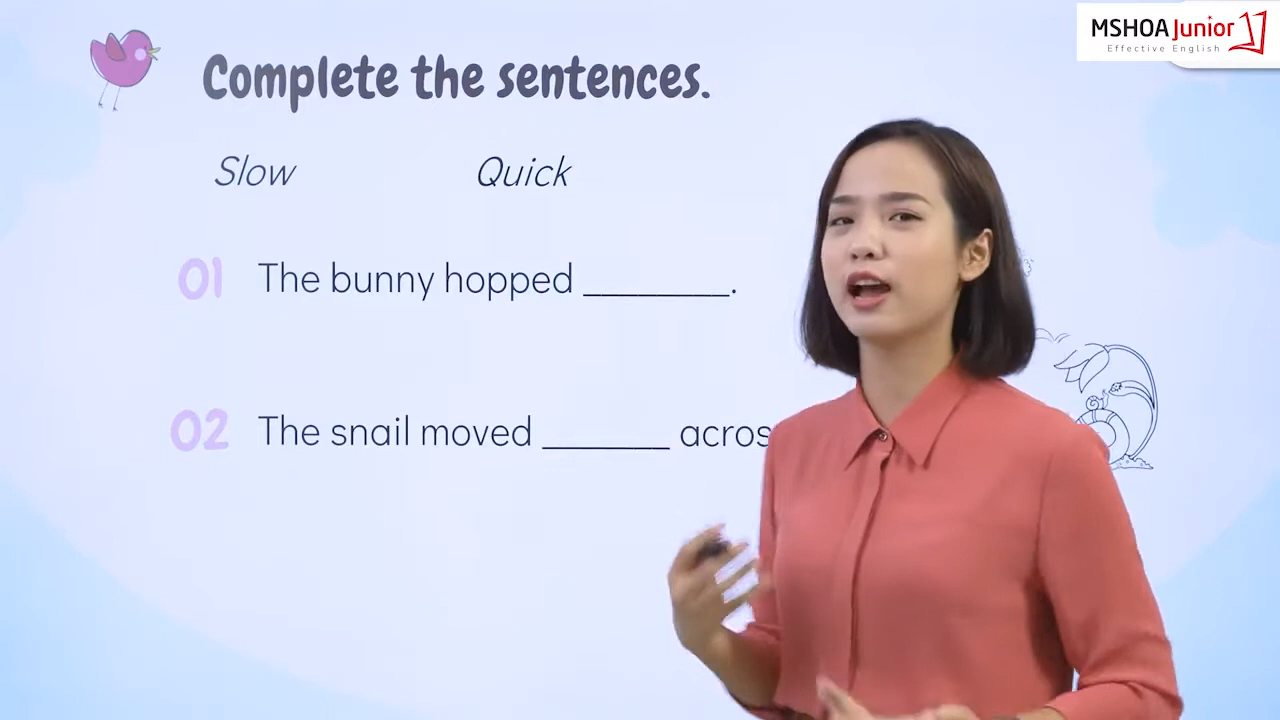 MSHOA Junior
Effective English
Complete the sentences.
Slow Quick
01 The bunny hopped ________.
02 The snail moved _______